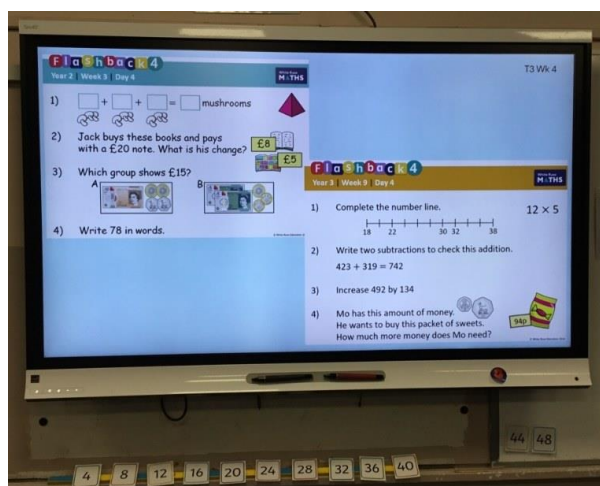 Flashback 4
Year 2 | Week 3 | Day 4
White Rose
MATHS
1) + + = mushrooms
2) Jack buys these books and pays
with a £20 note. What is his change?
£8
£5
3) Which group shows £15?
A
B
4) Write 78 in words.
T3 Wk 4
Flashback 4
Year 3 | Week 9 | Day 4
White Rose
MATHS
1) Complete the number line.
18 22 30 32 38
12 × 5
2) Write two subtractions to check this addition.
423 + 319 = 742
3) Increase 492 by 134
4) Mo has this amount of money.
He wants to buy this packet of sweets.
How much more money does Mo need?
94p
44 48
4 8 12 16 20 24 28 32 36 40